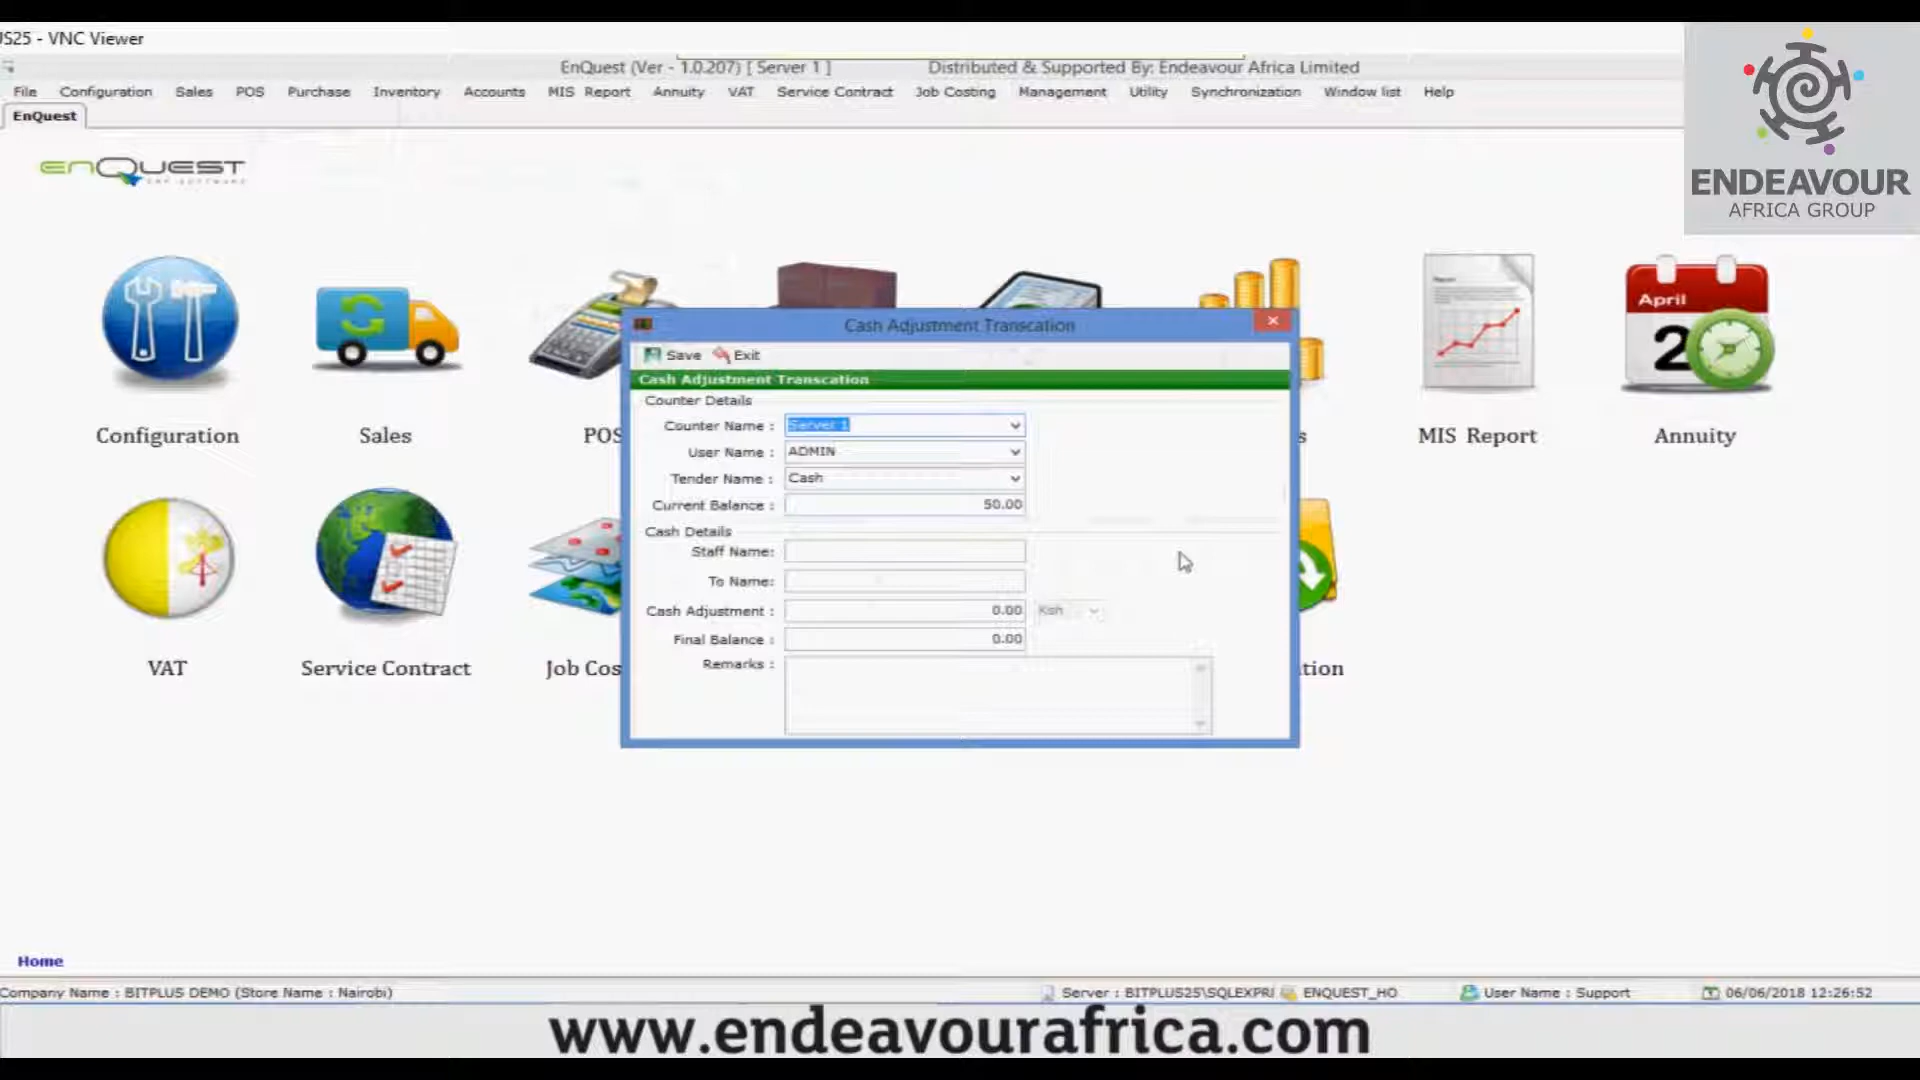 US25 - VNC Viewer
EnQuest (Ver - 1.0.207) [ Server 1 ] Distributed & Supported By: Endeavour Africa Limited
File Configuration Sales POS Purchase Inventory Accounts MIS Report Annuity VAT Service Contract Job Costing Management Utility Synchronization Window list Help
EnQuest
enQUEST
ENDEAVOUR
AFRICA GROUP
April
2
Cash Adjustment Transcation
Save Exit
Cash Adjustment Transcation
Counter Details
Counter Name : Server 1
User Name : ADMIN
Tender Name : Cash
Current Balance : 50.00
Cash Details
Staff Name:
To Name:
Cash Adjustment : 0.00 Ksh
Final Balance : 0.00
Remarks :
Configuration Sales POS s MIS Report Annuity
VAT Service Contract Job Cos tion
Home
Company Name : BITPLUS DEMO (Store Name : Nairobi) Server : BITPLUS25\SQLEXPR ENQUEST_HO User Name : Support 06/06/2018 12:26:52
www.endeavourafrica.com